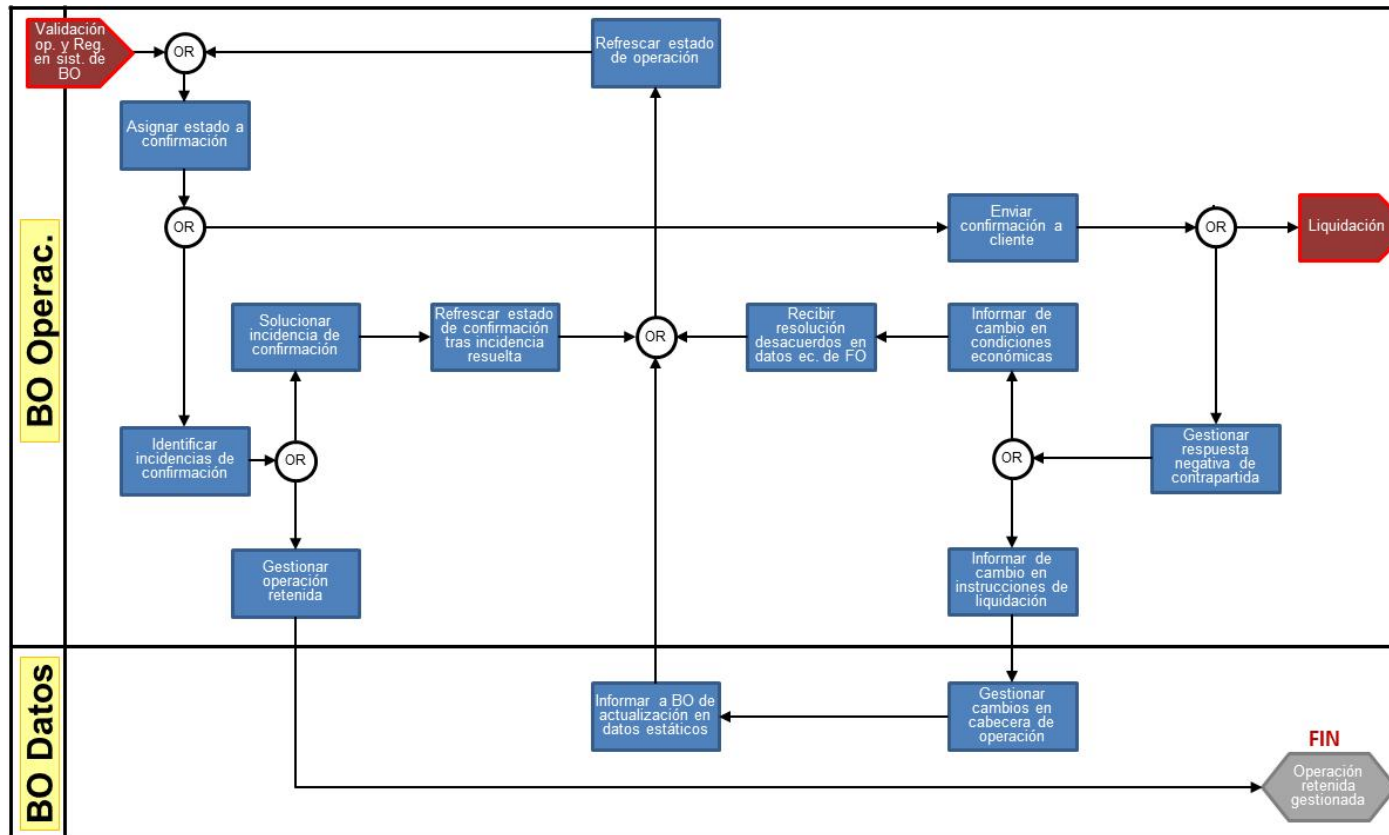 Validación
op. y Reg.
en sist. de
BO
OR
Refrescar estado
de operación
Asignar estado a
confirmación
BO Operac.
OR
Enviar
confirmación a
cliente
OR
Liquidación
Solucionar
incidencia de
confirmación
Refrescar estado
de confirmación
tras incidencia
resuelta
OR
Recibir
resolución
desacuerdos en
datos ec. de FO
Informar de
cambio en
condiciones
económicas
Identificar
incidencias de
confirmación
OR
OR
Gestionar
respuesta
negativa de
contrapartida
Gestionar
operación
retenida
Informar de
cambio en
instrucciones de
liquidación
BO Datos
Informar a BO de
actualización en
datos estáticos
Gestionar
cambios en
cabecera de
operación
FIN
Operación
retenida
gestionada